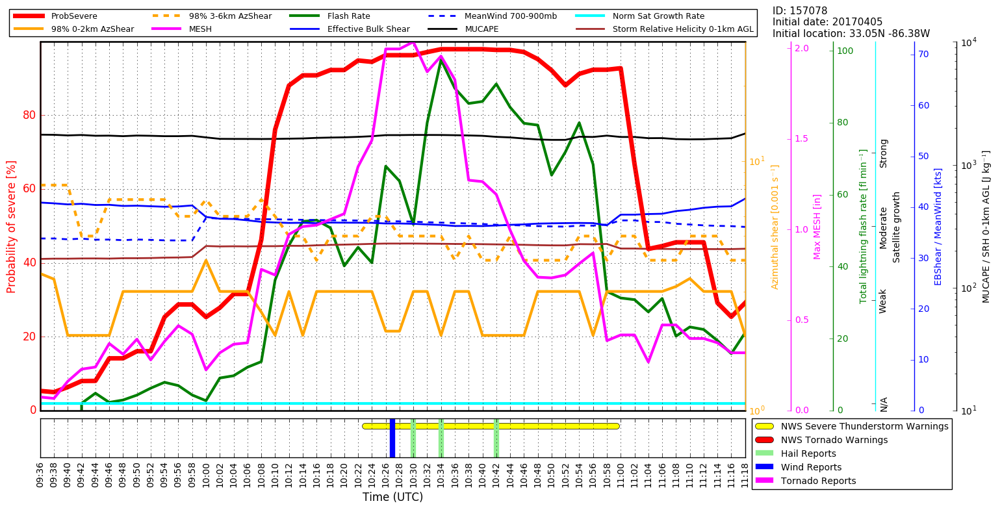 ProbSevere 98% 3-6km AzShear Flash Rate MeanWind 700-900mb Norm Sat Growth Rate
98% 0-2km AzShear MESH Effective Bulk Shear MUCAPE Storm Relative Helicity 0-1km AGL
ID: 157078
Initial date: 20170405
Initial location: 33.05N -86.38W
Probability of severe [%]
80
60
40
20
0
10¹
10⁰
Azimuthal shear [0.001 s⁻¹]
2.0
1.5
1.0
0.5
0.0
Max MESH [in]
100
80
60
40
20
0
Total lightning flash rate [fl min⁻¹]
Strong
Moderate
Weak
N/A
Satellite growth
70
60
50
40
30
20
10
0
EBShear / MeanWind [kts]
10⁴
10³
10²
10¹
MUCAPE / SRH 0-1km AGL [J kg⁻¹]
NWS Severe Thunderstorm Warnings
NWS Tornado Warnings
Hail Reports
Wind Reports
Tornado Reports
09:36 09:38 09:40 09:42 09:44 09:46 09:48 09:50 09:52 09:54 09:56 09:58 10:00 10:02 10:04 10:06 10:08 10:10 10:12 10:14 10:16 10:18 10:20 10:22 10:24 10:26 10:28 10:30 10:32 10:34 10:36 10:38 10:40 10:42 10:44 10:46 10:48 10:50 10:52 10:54 10:56 10:58 11:00 11:02 11:04 11:06 11:08 11:10 11:12 11:14 11:16 11:18
Time (UTC)